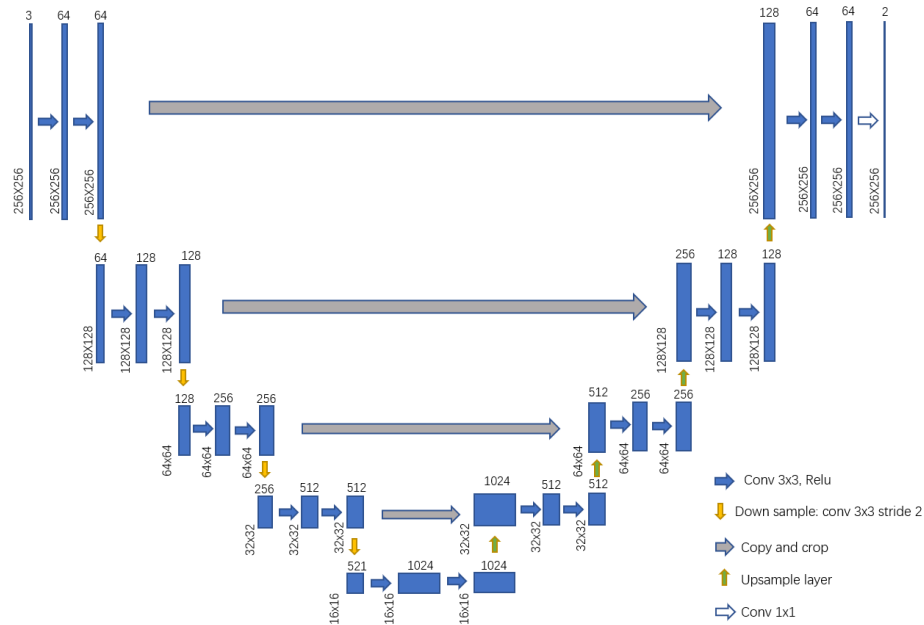 3 64 64 128 64 64 2
256X256 256X256 256X256 256X256 256X256 256X256 256X256
64 128 128 256 128 128
128X128 128X128 128X128 128X128 128X128 128X128
128 256 256 512 256 256
64x64 64x64 64x64 64x64 64x64 64x64
256 512 512 1024 512 512
32x32 32x32 32x32 32x32 32x32 32x32
521 1024 1024
16x16 16x16 16x16
Conv 3x3, Relu
Down sample: conv 3x3 stride 2
Copy and crop
Upsample layer
Conv 1x1